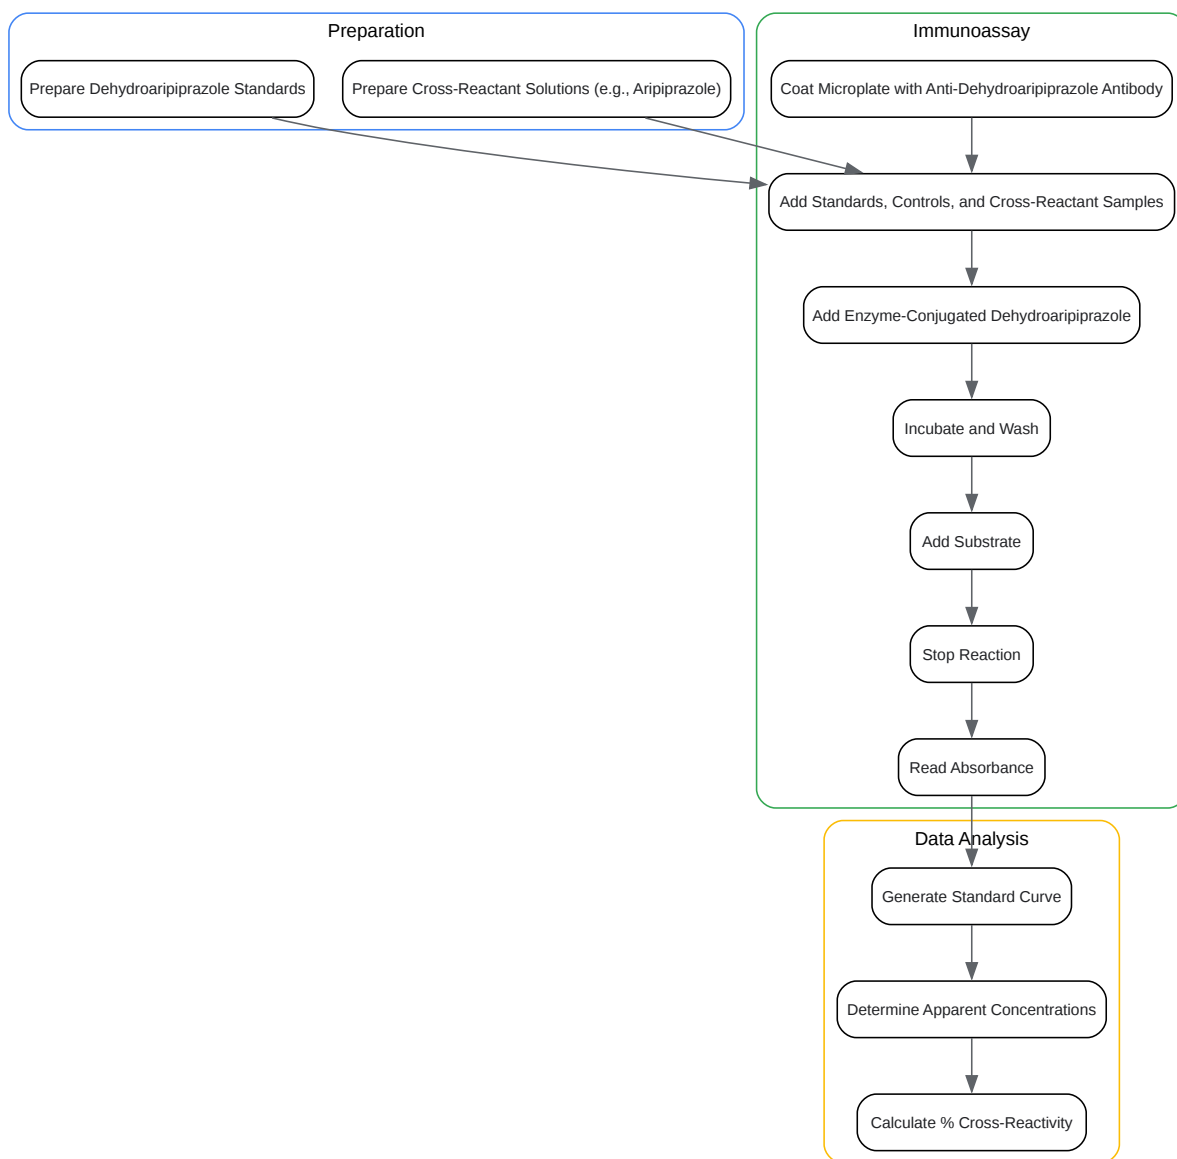 Preparation
Prepare Dehydroaripiprazole Standards
Prepare Cross-Reactant Solutions (e.g., Aripiprazole)
Immunoassay
Coat Microplate with Anti-Dehydroaripiprazole Antibody
Add Standards, Controls, and Cross-Reactant Samples
Add Enzyme-Conjugated Dehydroaripiprazole
Incubate and Wash
Add Substrate
Stop Reaction
Read Absorbance
Data Analysis
Generate Standard Curve
Determine Apparent Concentrations
Calculate % Cross-Reactivity